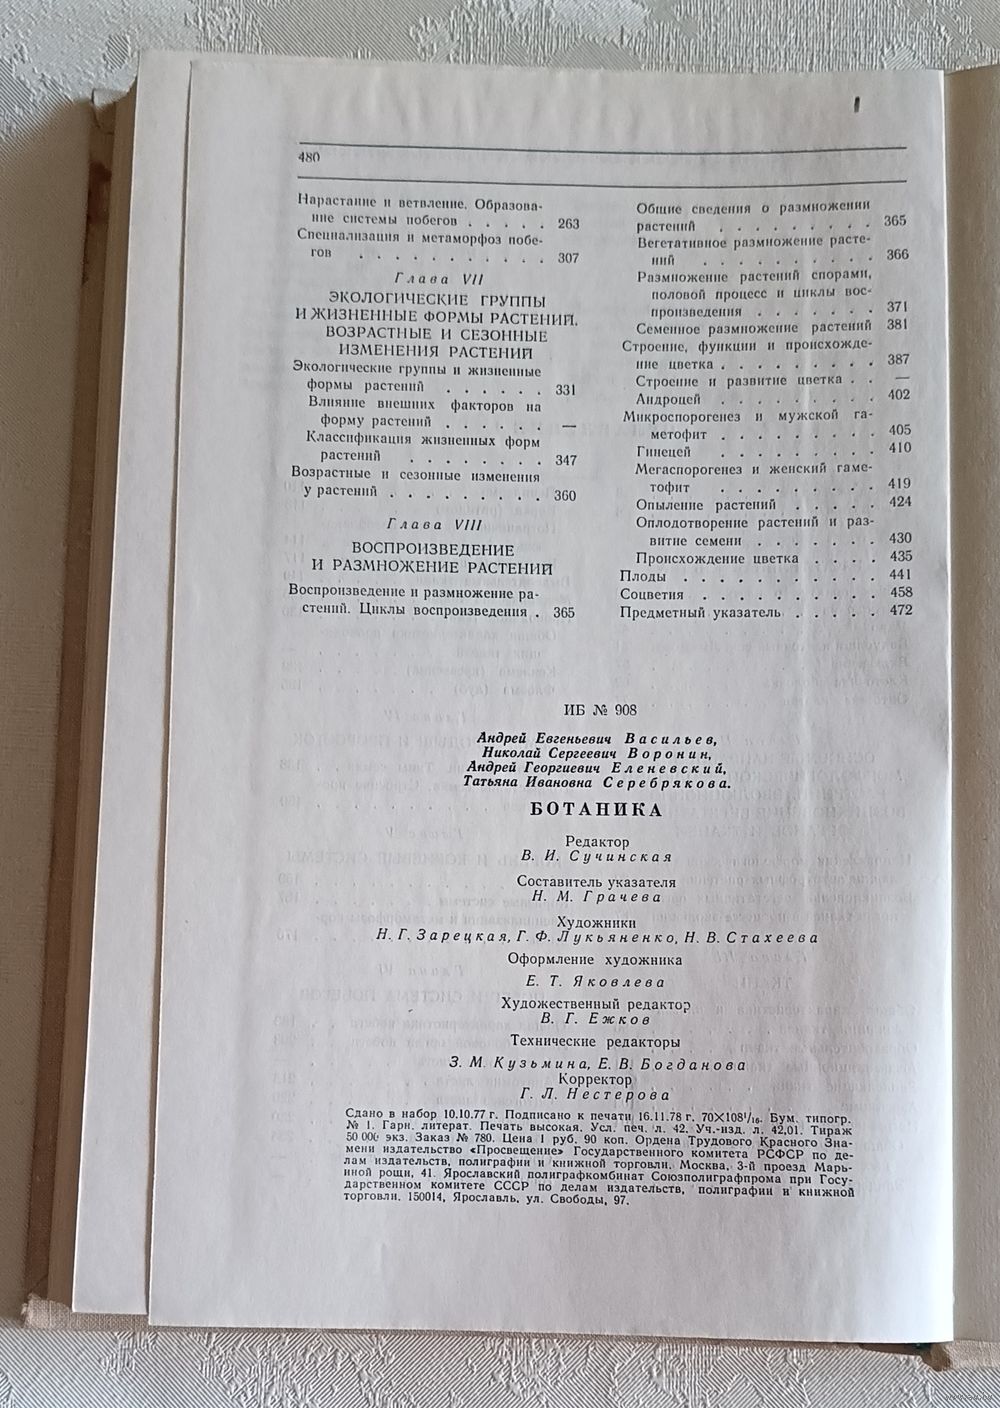 480
Нарастание и ветвление. Образова-
ние системы побегов . . . . . 263
Специализация и метаморфоз побе-
гов . . . . . . . . . . . 307
Глава VII
ЭКОЛОГИЧЕСКИЕ ГРУППЫ
И ЖИЗНЕННЫЕ ФОРМЫ РАСТЕНИЙ.
ВОЗРАСТНЫЕ И СЕЗОННЫЕ
ИЗМЕНЕНИЯ РАСТЕНИЙ
Экологические группы и жизненные
формы растений . . . . . . 331
Влияние внешних факторов на
форму растений . . . . . . —
Классификация жизненных форм
растений . . . . . . . . 347
Возрастные и сезонные изменения
у растений . . . . . . . . . 360
Глава VIII
ВОСПРОИЗВЕДЕНИЕ
И РАЗМНОЖЕНИЕ РАСТЕНИЙ
Воспроизведение и размножение ра-
стений. Циклы воспроизведения . 365
Общие сведения о размножении
растений . . . . . . . . 365
Вегетативное размножение расте-
ний . . . . . . . . . 366
Размножение растений спорами,
половой процесс и циклы вос-
произведения . . . . . . . 371
Семенное размножение растений 381
Строение, функции и происхожде-
ние цветка . . . . . . . . . 387
Строение и развитие цветка . . —
Андроцей . . . . . . . . . 402
Микроспорогенез и мужской га-
метофит . . . . . . . . . 405
Гинецей . . . . . . . . . 410
Мегаспорогенез и женский гаме-
тофит . . . . . . . . . 419
Опыление растений . . . . . 424
Оплодотворение растений и раз-
витие семени . . . . . . . 430
Происхождение цветка . . . . 435
Плоды . . . . . . . . . . . 441
Соцветия . . . . . . . . . . 458
Предметный указатель . . . . . 472
ИБ № 908
Андрей Евгеньевич Васильев,
Николай Сергеевич Воронин,
Андрей Георгиевич Еленевский,
Татьяна Ивановна Серебрякова.
БОТАНИКА
Редактор
В. И. Сучинская
Составитель указателя
Н. М. Грачева
Художники
Н. Г. Зарецкая, Г. Ф. Лукьяненко, Н. В. Стахеева
Оформление художника
Е. Т. Яковлева
Художественный редактор
В. Г. Ежков
Технические редакторы
З. М. Кузьмина, Е. В. Богданова
Корректор
Г. Л. Нестерова
Сдано в набор 10.10.77 г. Подписано к печати 16.11.78 г. 70×108¹/₁₆. Бум. типогр.
№ 1. Гарн. литерат. Печать высокая. Усл. печ. л. 42. Уч.-изд. л. 42,01. Тираж
50 000 экз. Заказ № 780. Цена 1 руб. 90 коп. Ордена Трудового Красного Зна-
мени издательство «Просвещение» Государственного комитета РСФСР по де-
лам издательств, полиграфии и книжной торговли. Москва, 3-й проезд Марь-
иной рощи, 41. Ярославский полиграфкомбинат Союзполиграфпрома при Госу-
дарственном комитете СССР по делам издательств, полиграфии и книжной
торговли. 150014, Ярославль, ул. Свободы, 97.